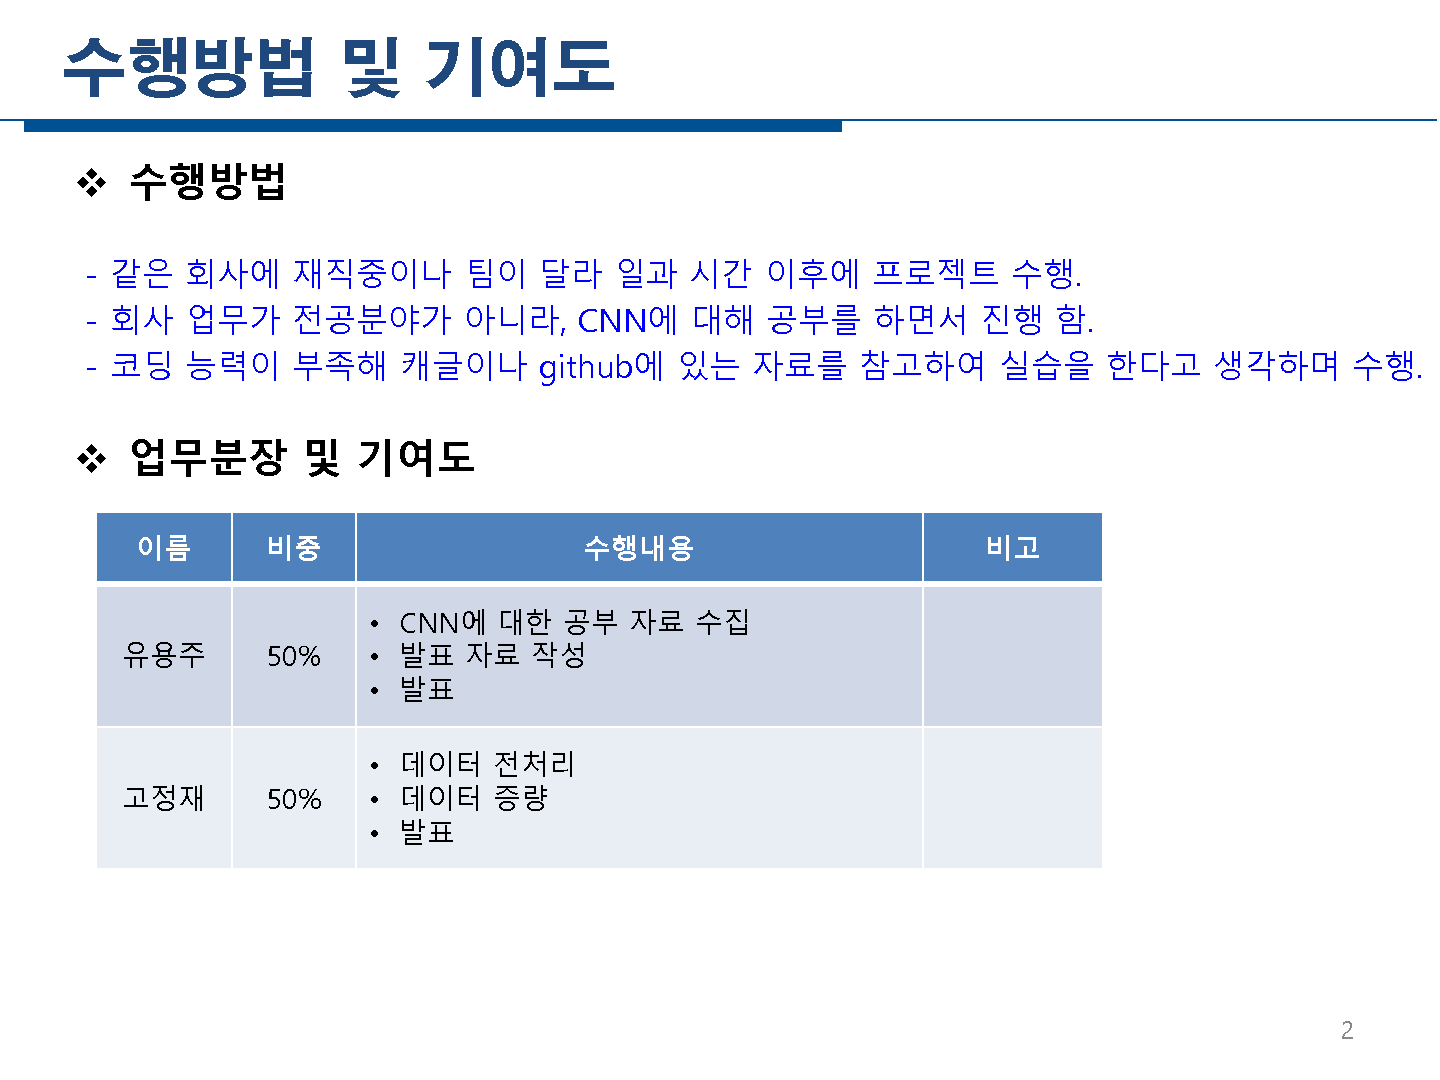 수행방법 및 기여도
❖ 수행방법
- 같은 회사에 재직중이나 팀이 달라 일과 시간 이후에 프로젝트 수행.
- 회사 업무가 전공분야가 아니라, CNN에 대해 공부를 하면서 진행 함.
- 코딩 능력이 부족해 캐글이나 github에 있는 자료를 참고하여 실습을 한다고 생각하며 수행.
❖ 업무분장 및 기여도
이름 비중 수행내용 비고
• CNN에 대한 공부 자료 수집
유용주 50% • 발표 자료 작성
• 발표
• 데이터 전처리
고정재 50% • 데이터 증량
• 발표
2